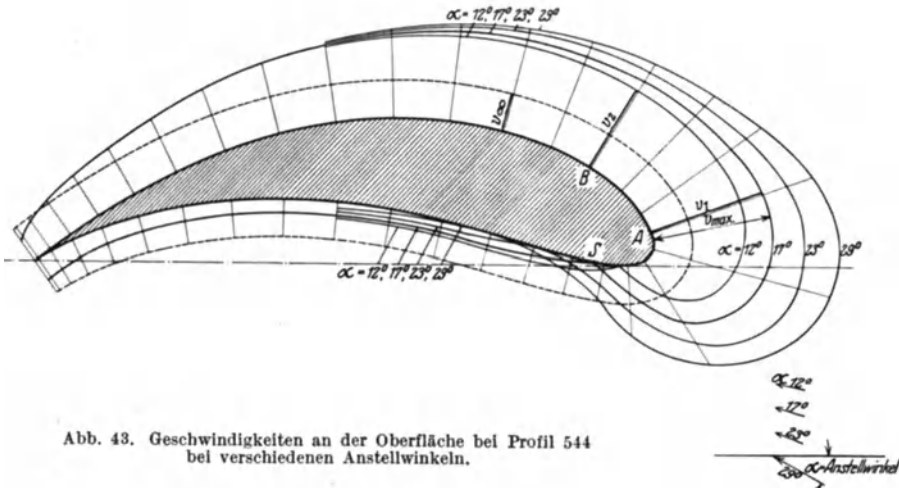 α = 12°, 17°, 23°, 29°
v∞
v₂
B
v₁
vmax.
A
S
α = 12° 17° 23° 29°
α = 12°, 17°, 23°, 29°
α 12°
17°
23°
29°
α-Anstellwinkel
Abb. 43. Geschwindigkeiten an der Oberfläche bei Profil 544
bei verschiedenen Anstellwinkeln.